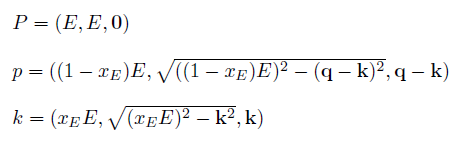 P = (E, E, 0)
p = ((1 − x_E)E, √(((1 − x_E)E)² − (q − k)²), q − k)
k = (x_E E, √((x_E E)² − k²), k)